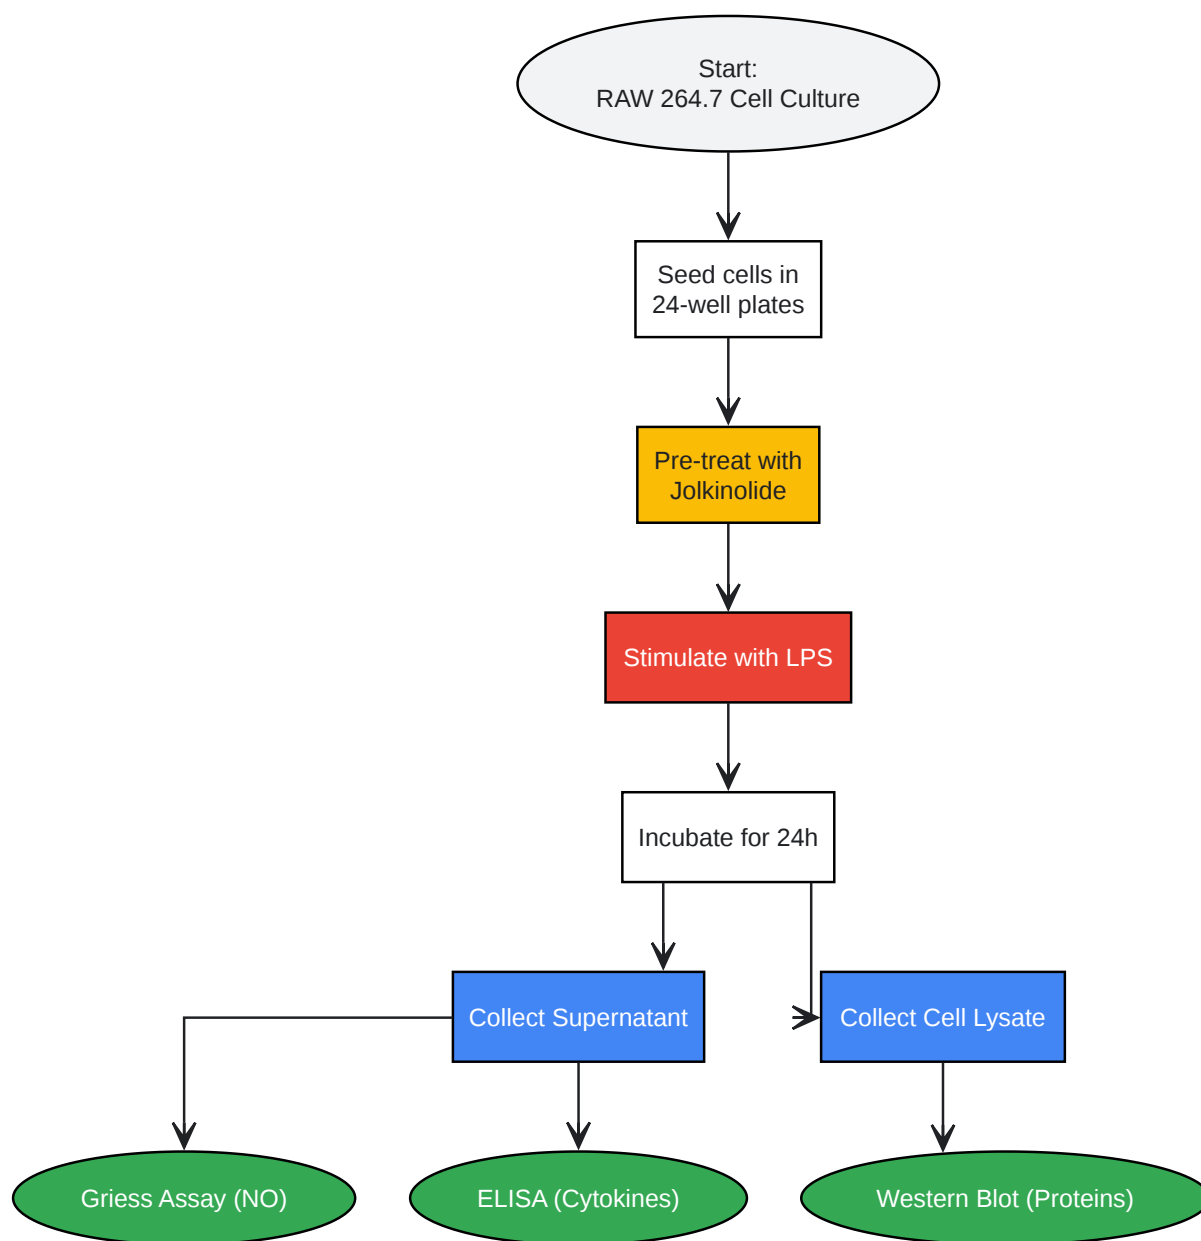 Start:
RAW 264.7 Cell Culture
Seed cells in
24-well plates
Pre-treat with
Jolkinolide
Stimulate with LPS
Incubate for 24h
Collect Supernatant
Collect Cell Lysate
Griess Assay (NO)
ELISA (Cytokines)
Western Blot (Proteins)